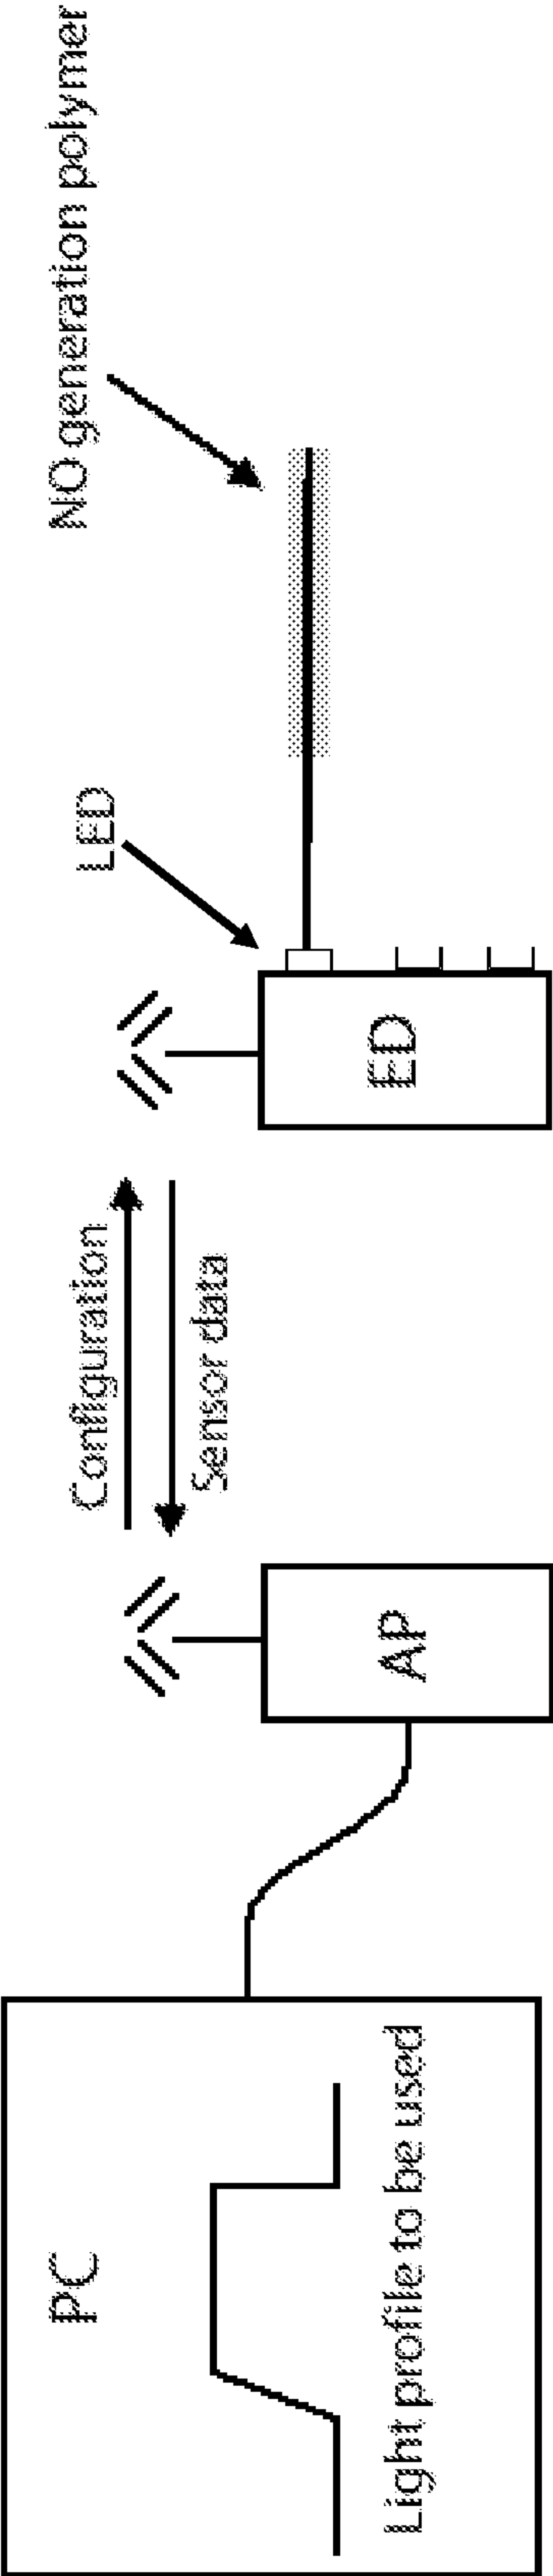 PC
Light profile to be used
AP
Configuration
Sensor data
ED
LED
NO generation polymer